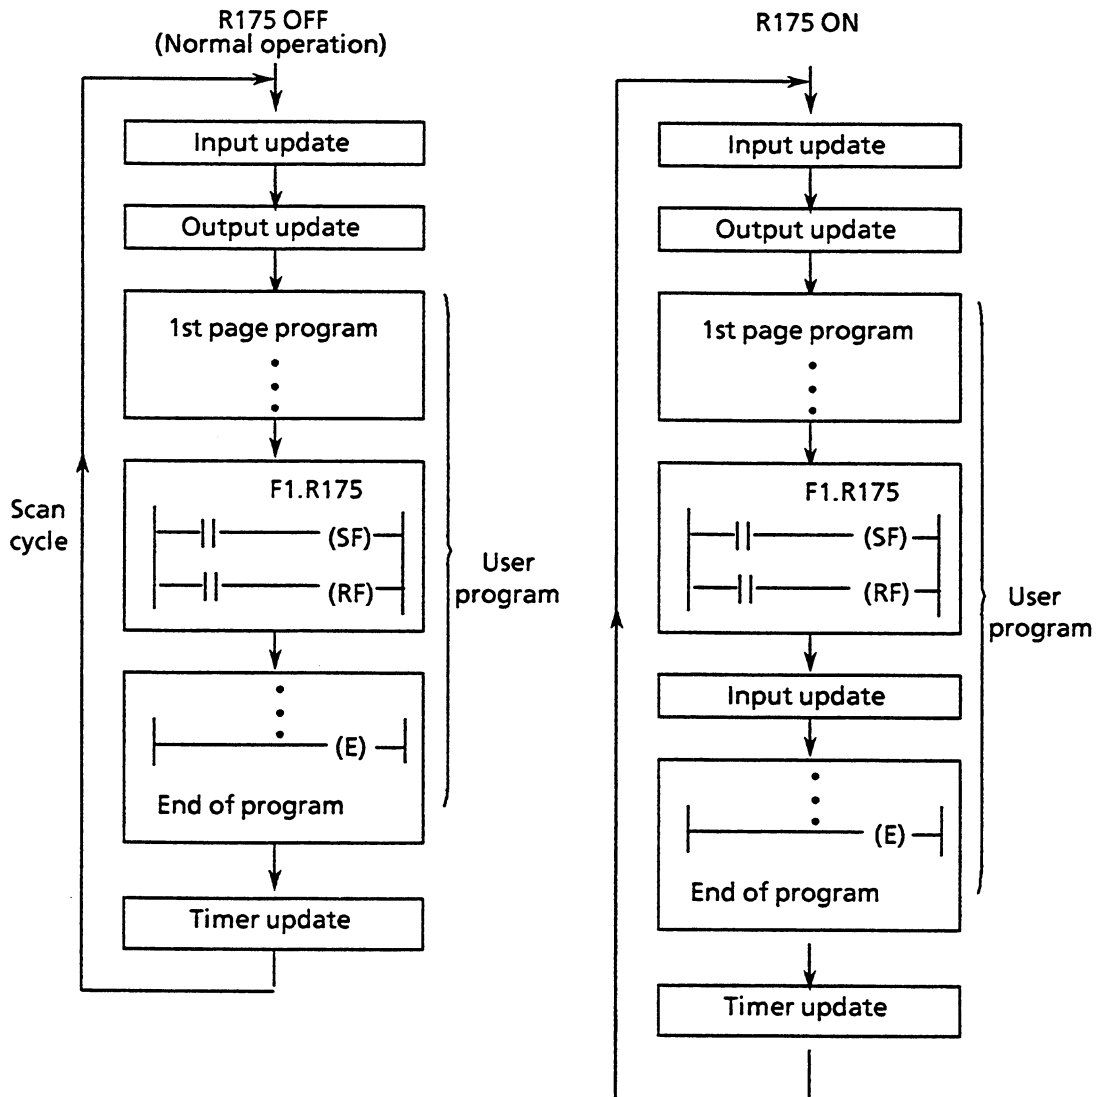 R175 OFF
(Normal operation)
Input update
Output update
1st page program
F1.R175
(SF)
(RF)
(E)
End of program
Timer update
Scan
cycle
User
program
R175 ON
Input update
Output update
1st page program
F1.R175
(SF)
(RF)
Input update
(E)
End of program
Timer update
User
program